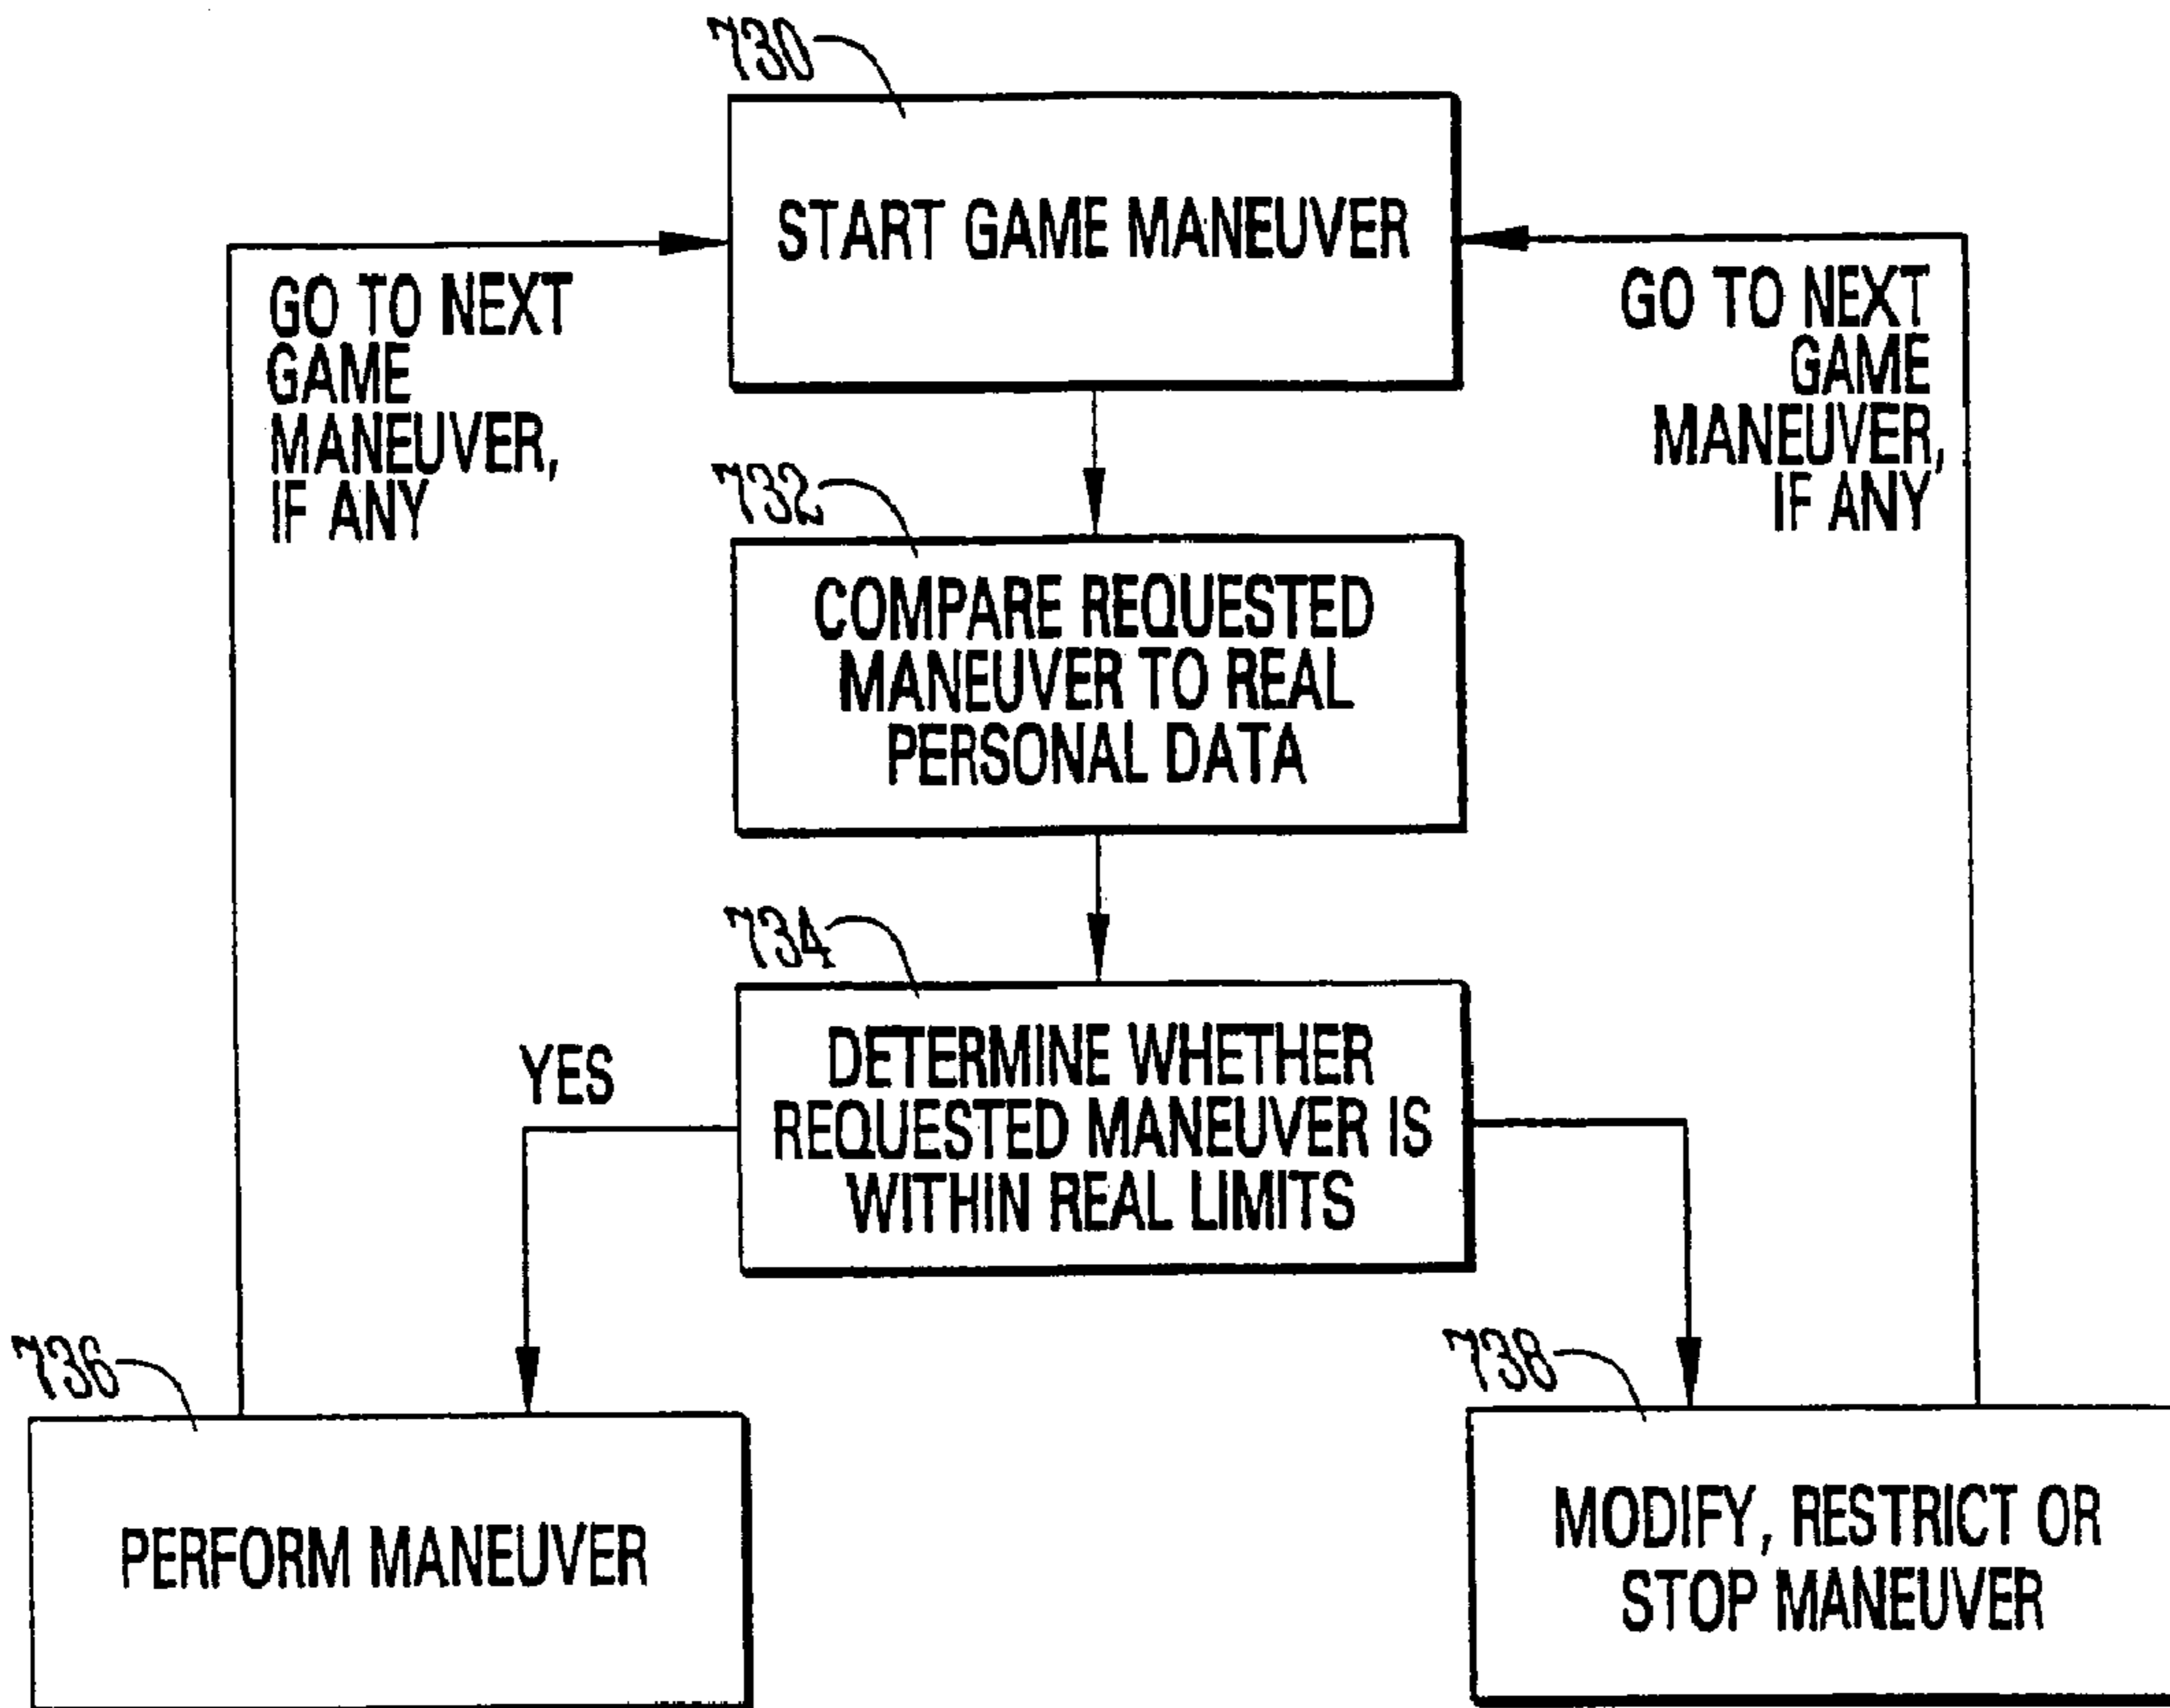 730
START GAME MANEUVER
GO TO NEXT
GAME
MANEUVER,
IF ANY
GO TO NEXT
GAME
MANEUVER,
IF ANY
732
COMPARE REQUESTED
MANEUVER TO REAL
PERSONAL DATA
734
DETERMINE WHETHER
REQUESTED MANEUVER IS
WITHIN REAL LIMITS
YES
736
PERFORM MANEUVER
738
MODIFY, RESTRICT OR
STOP MANEUVER